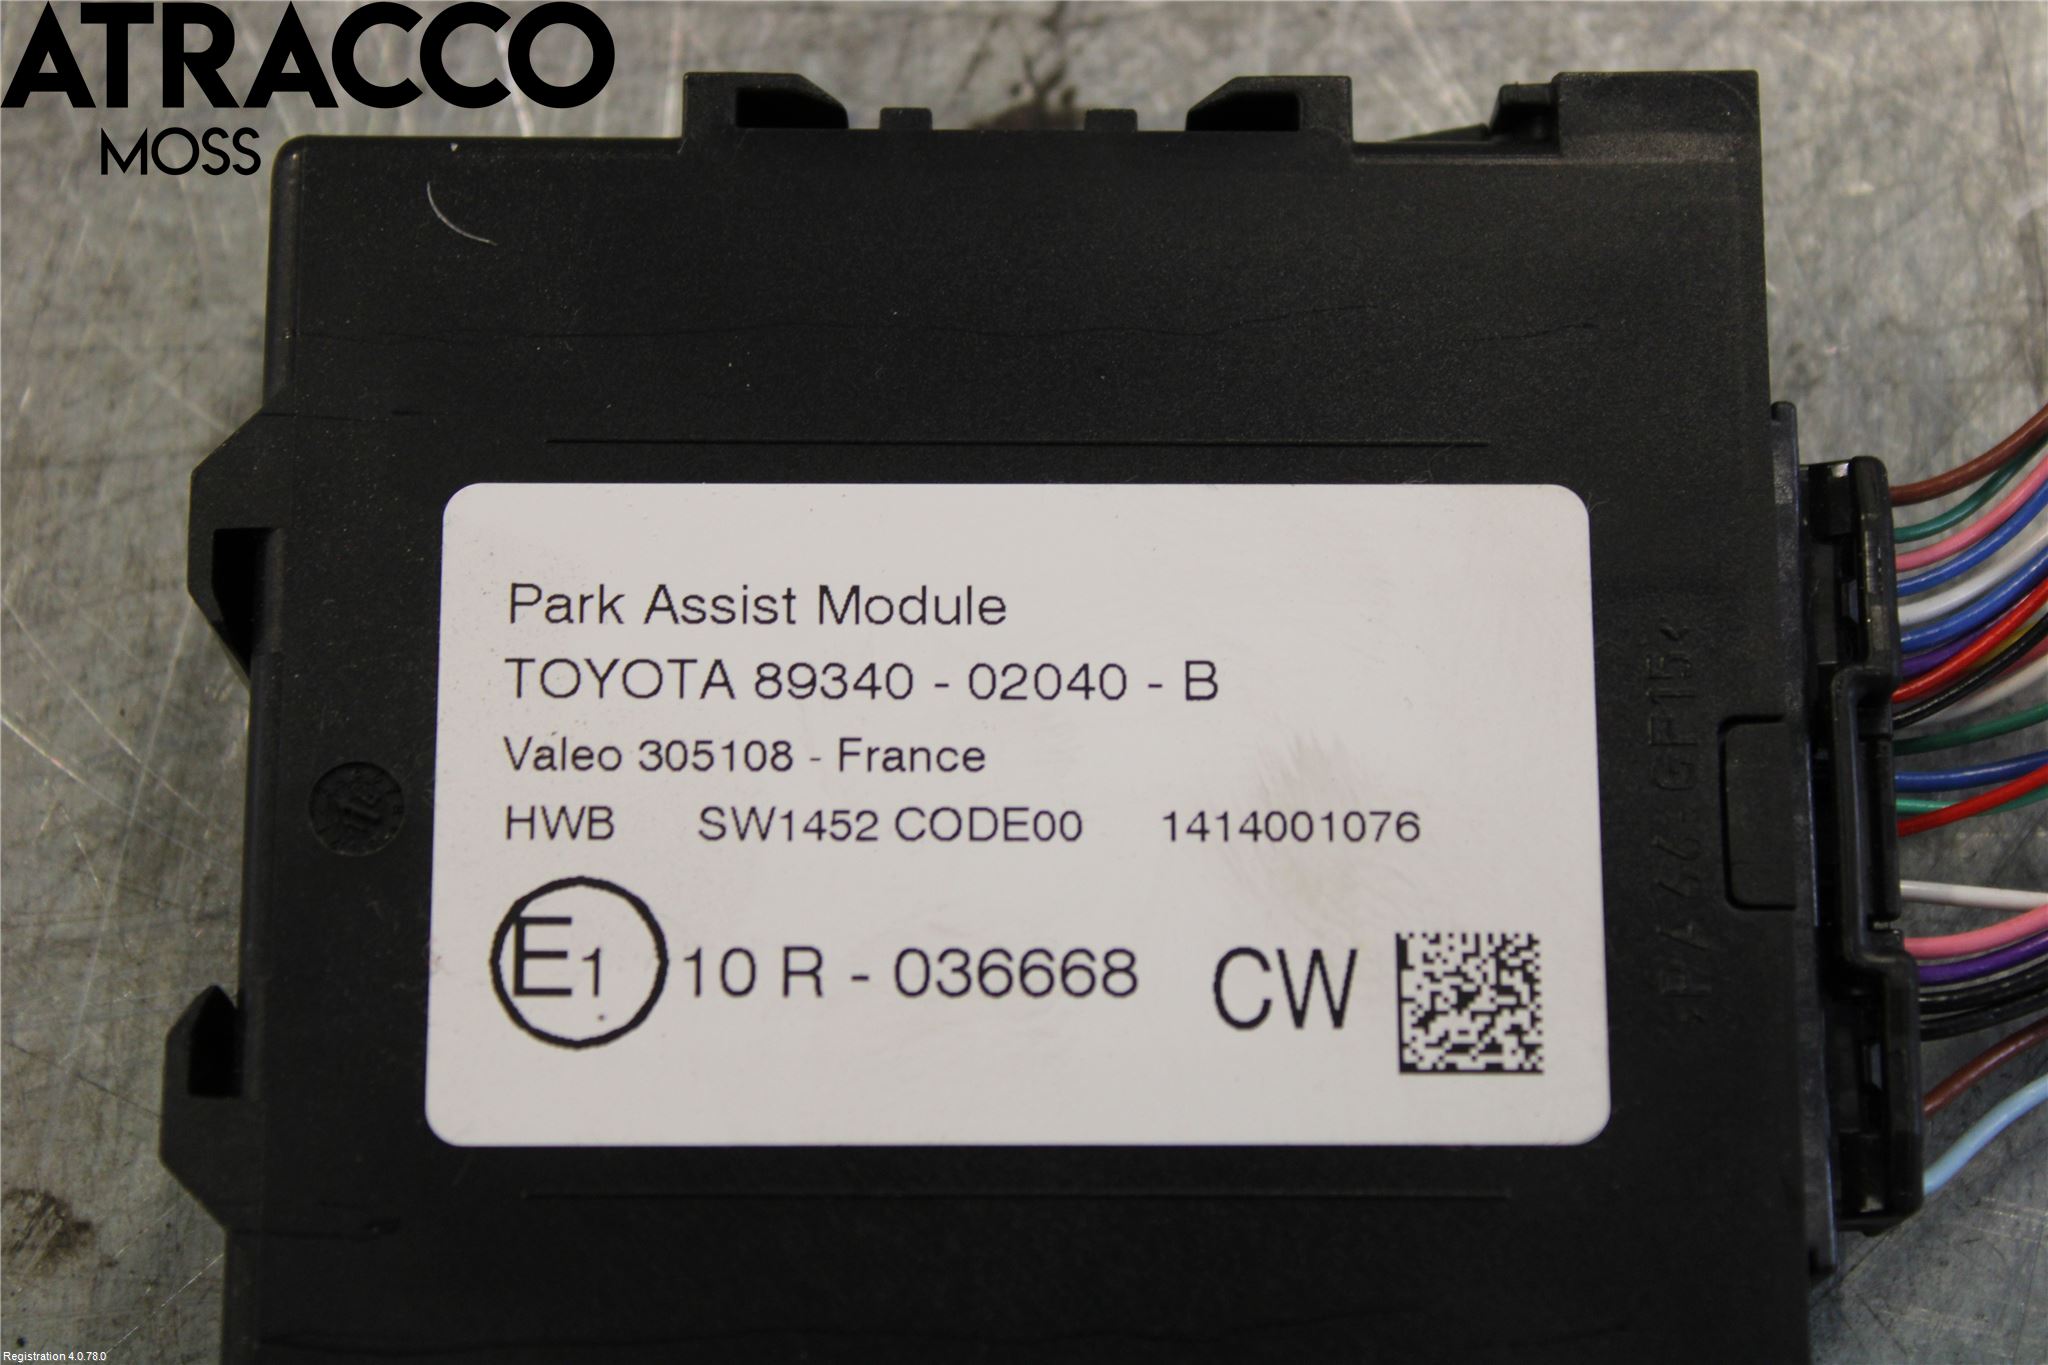 ATRACCO
MOSS
Park Assist Module
TOYOTA 89340 - 02040 - B
Valeo 305108 - France
HWB SW1452 CODE00 1414001076
E1 10 R - 036668 CW
Registration 4.0.78.0